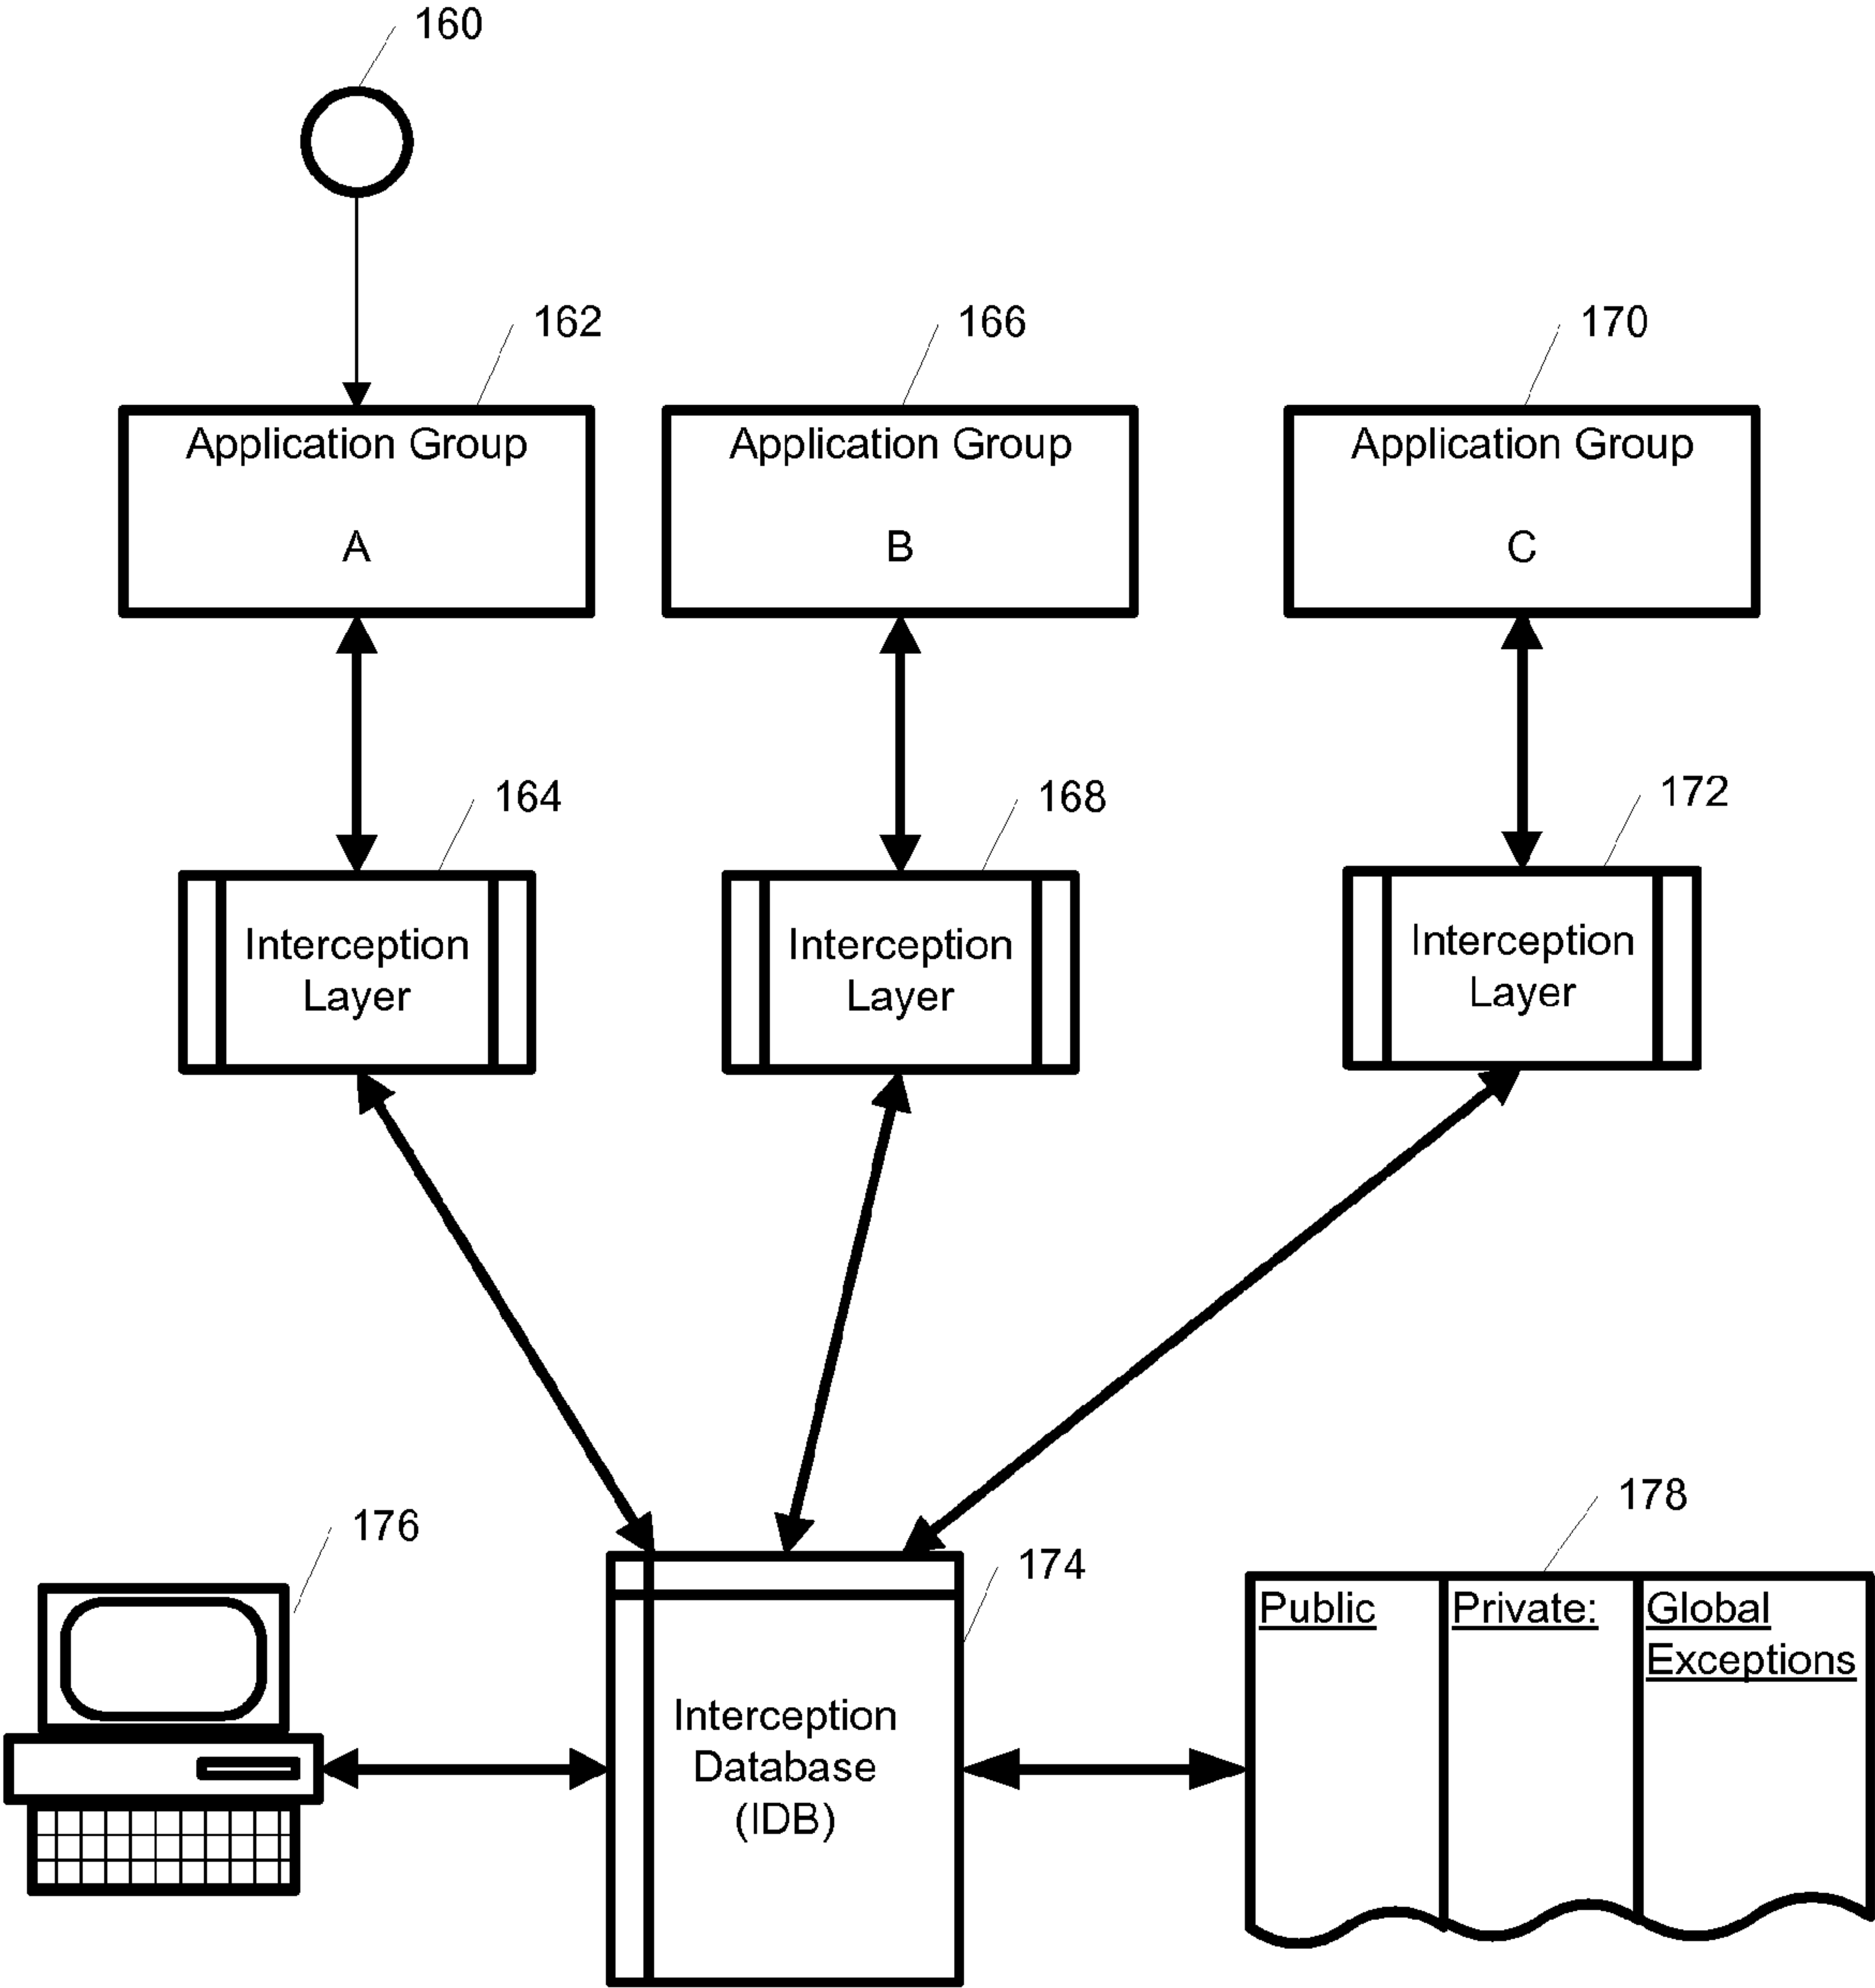 160
162
166
170
Application Group
A
Application Group
B
Application Group
C
164
168
172
Interception
Layer
Interception
Layer
Interception
Layer
176
174
178
Public
Private:
Global
Exceptions
Interception
Database
(IDB)